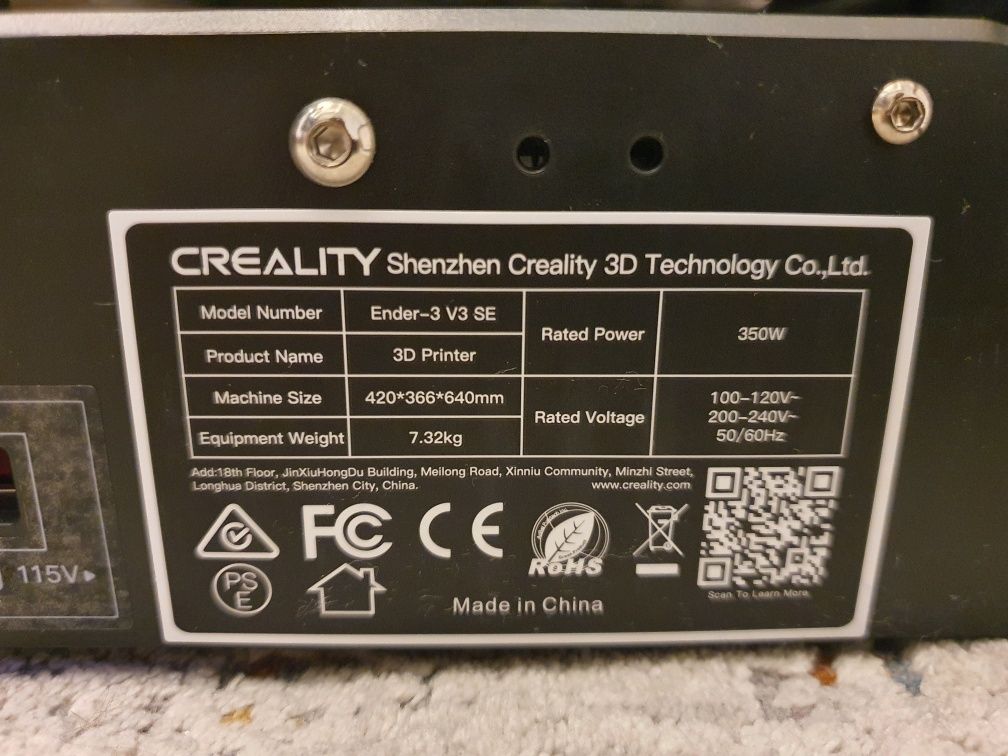 CREALITY Shenzhen Creality 3D Technology Co.,Ltd.
Model Number Ender-3 V3 SE
Product Name 3D Printer
Machine Size 420*366*640mm
Equipment Weight 7.32kg
Rated Power 350W
Rated Voltage 100-120V~
200-240V~
50/60Hz
Add:18th Floor, JinXiuHongDu Building, Meilong Road, Xinniu Community, Minzhi Street,
Longhua District, Shenzhen City, China.
www.creality.com
FC CE
RoHS
PS
E
Made in China
Scan To Learn More
115V